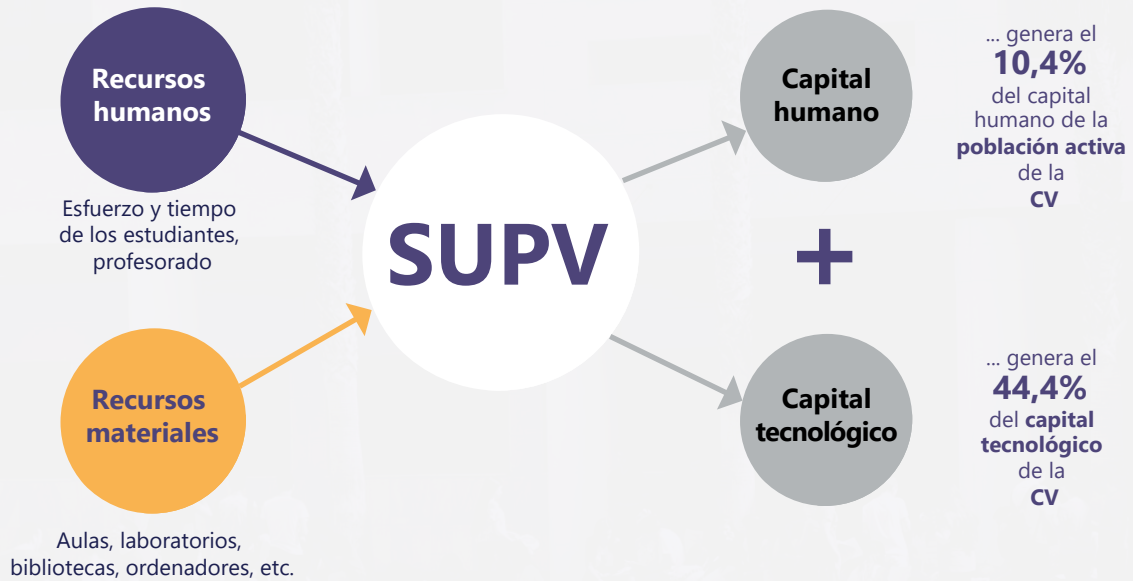 Recursos
humanos
Esfuerzo y tiempo
de los estudiantes,
profesorado
Recursos
materiales
Aulas, laboratorios,
bibliotecas, ordenadores, etc.
SUPV
Capital
humano
+
Capital
tecnológico
... genera el
10,4%
del capital
humano de la
población activa
de la
CV
... genera el
44,4%
del capital
tecnológico
de la
CV